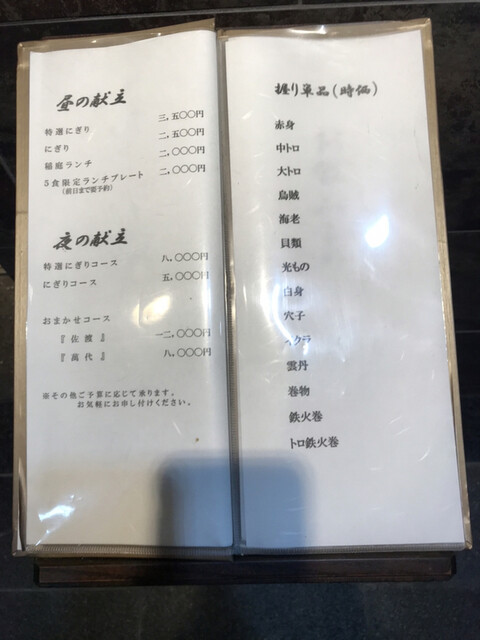 昼の献立
特選にぎり 三,五〇〇円
にぎり 二,五〇〇円
稲庭ランチ 二,〇〇〇円
5食限定ランチプレート 二,〇〇〇円
(前日まで要予約)
夜の献立
特選にぎりコース 八,〇〇〇円
にぎりコース 五,〇〇〇円
おまかせコース
『佐渡』 一二,〇〇〇円
『萬代』 八,〇〇〇円
※その他ご予算に応じて承ります。
お気軽にお申し付けください。
握り単品(時価)
赤身
中トロ
大トロ
烏賊
海老
貝類
光もの
白身
穴子
イクラ
雲丹
巻物
鉄火巻
トロ鉄火巻